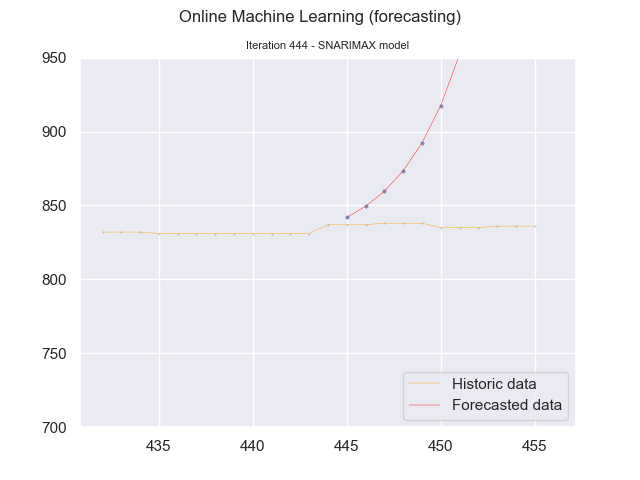 Online Machine Learning (forecasting)
Iteration 444 - SNARIMAX model
950
900
850
800
750
700
435
440
445
450
455
Historic data
Forecasted data